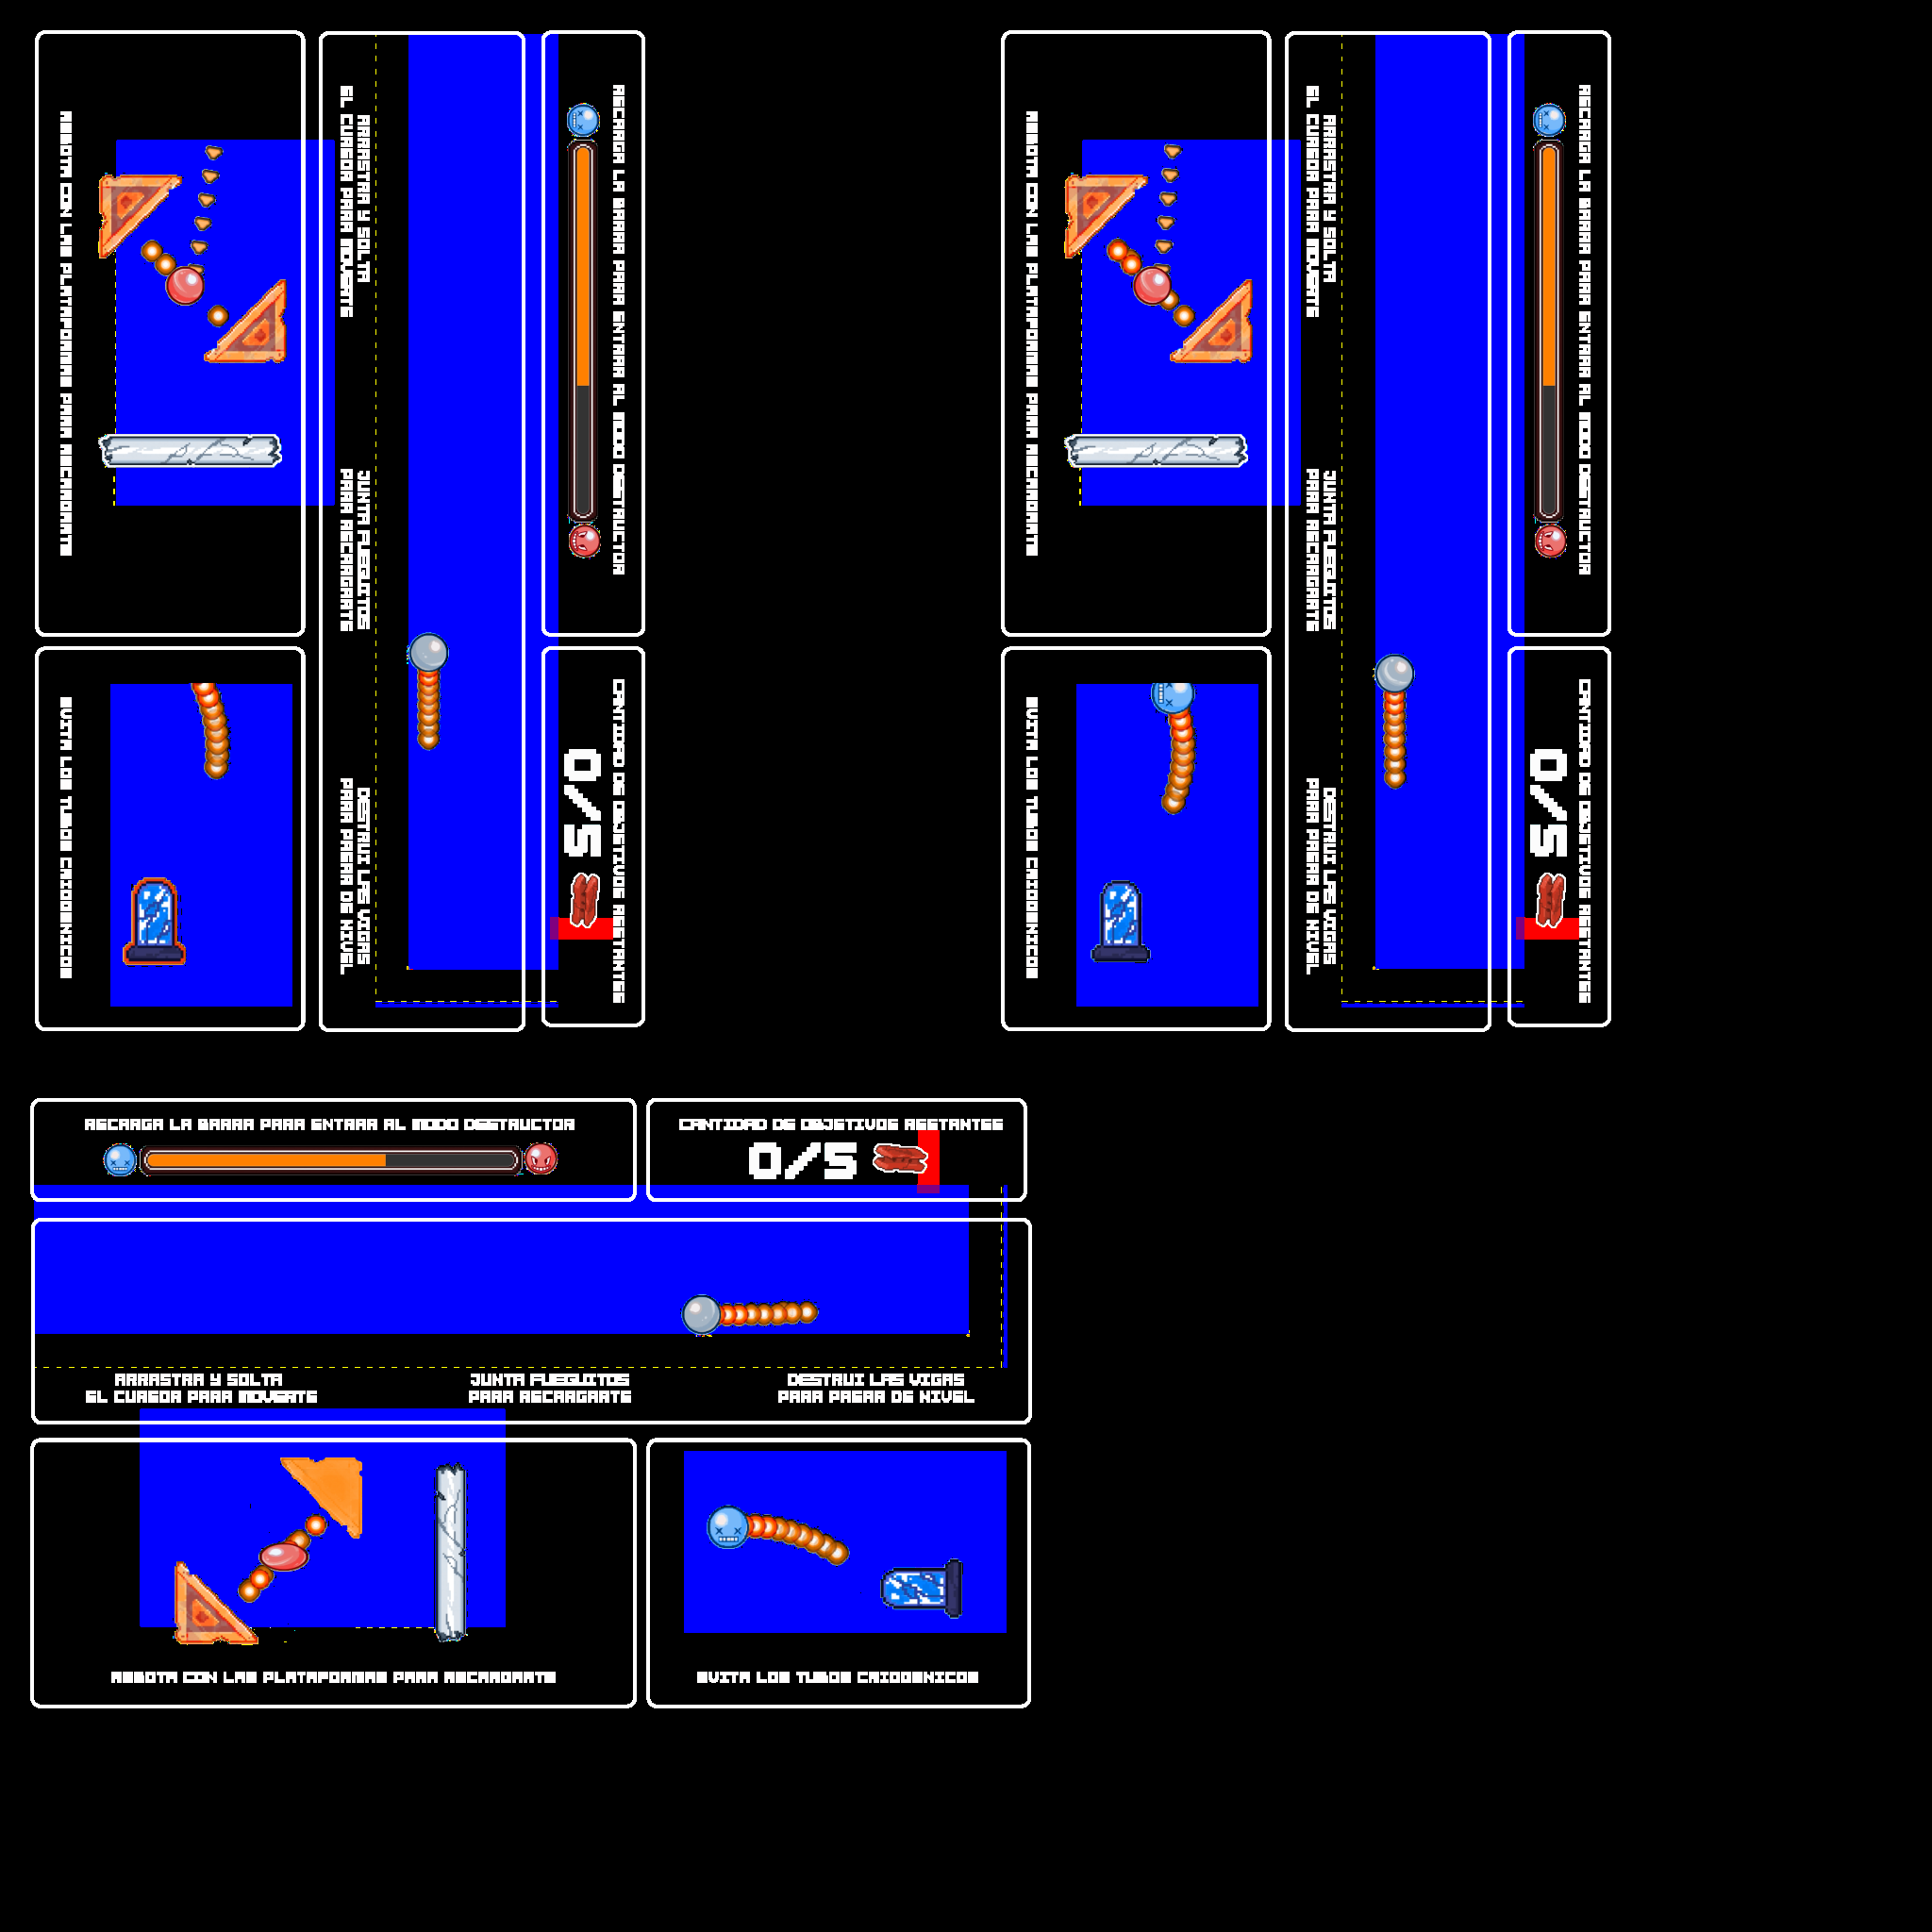 REBOTA CON LAS PLATAFORMAS PARA RECARGARTE
ARRASTRA Y SOLTA
EL CURSOR PARA MOVERTE
JUNTA FUEGUITOS
PARA RECARGARTE
DESTRUI LAS VIGAS
PARA PASAR DE NIVEL
RECARGA LA BARRA PARA ENTRAR AL MODO DESTRUCTOR
EVITA LOS TUBOS CRIOGENICOS
CANTIDAD DE OBJETIVOS RESTANTES
0/5
REBOTA CON LAS PLATAFORMAS PARA RECARGARTE
ARRASTRA Y SOLTA
EL CURSOR PARA MOVERTE
JUNTA FUEGUITOS
PARA RECARGARTE
DESTRUI LAS VIGAS
PARA PASAR DE NIVEL
RECARGA LA BARRA PARA ENTRAR AL MODO DESTRUCTOR
EVITA LOS TUBOS CRIOGENICOS
CANTIDAD DE OBJETIVOS RESTANTES
0/5
RECARGA LA BARRA PARA ENTRAR AL MODO DESTRUCTOR
CANTIDAD DE OBJETIVOS RESTANTES
0/5
ARRASTRA Y SOLTA
EL CURSOR PARA MOVERTE
JUNTA FUEGUITOS
PARA RECARGARTE
DESTRUI LAS VIGAS
PARA PASAR DE NIVEL
REBOTA CON LAS PLATAFORMAS PARA RECARGARTE
EVITA LOS TUBOS CRIOGENICOS